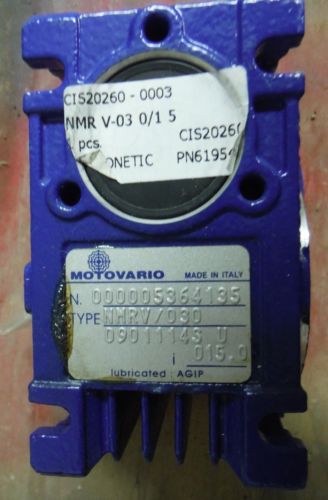 CIS20260 - 0003
NMR V-03 0/1 5
pcs. CIS20260
ONETIC PN6195
MOTOVARIO MADE IN ITALY
N. 000005364135
TYPE NMRV/030
0901114S U
i 015.0
lubricated : AGIP